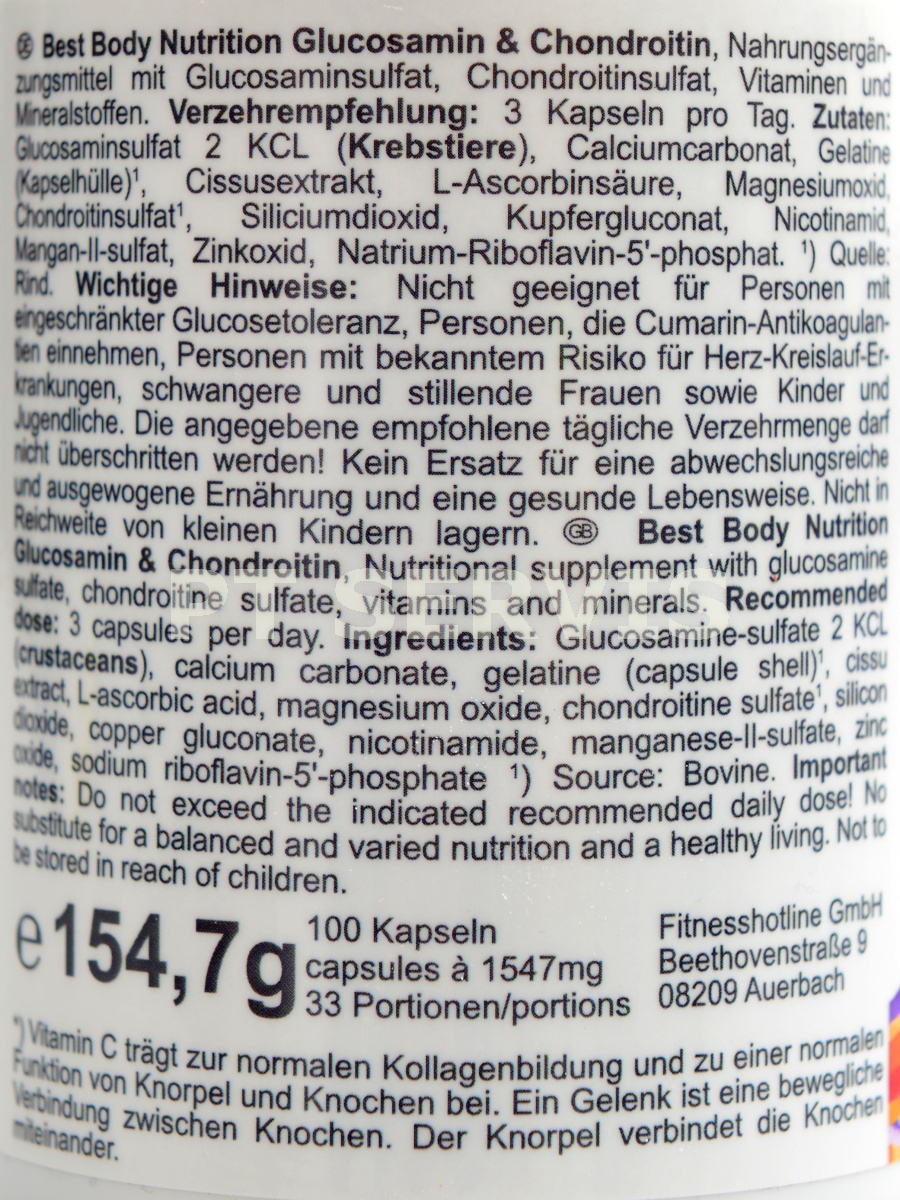 DE Best Body Nutrition Glucosamin & Chondroitin, Nahrungsergän-
zungsmittel mit Glucosaminsulfat, Chondroitinsulfat, Vitaminen und
Mineralstoffen. Verzehrempfehlung: 3 Kapseln pro Tag. Zutaten:
Glucosaminsulfat 2 KCL (Krebstiere), Calciumcarbonat, Gelatine
(Kapselhülle)¹, Cissusextrakt, L-Ascorbinsäure, Magnesiumoxid,
Chondroitinsulfat¹, Siliciumdioxid, Kupfergluconat, Nicotinamid,
Mangan-II-sulfat, Zinkoxid, Natrium-Riboflavin-5'-phosphat. ¹) Quelle:
Rind. Wichtige Hinweise: Nicht geeignet für Personen mit
eingeschränkter Glucosetoleranz, Personen, die Cumarin-Antikoagulan-
tien einnehmen, Personen mit bekanntem Risiko für Herz-Kreislauf-Er-
krankungen, schwangere und stillende Frauen sowie Kinder und
Jugendliche. Die angegebene empfohlene tägliche Verzehrmenge darf
nicht überschritten werden! Kein Ersatz für eine abwechslungsreiche
und ausgewogene Ernährung und eine gesunde Lebensweise. Nicht in
Reichweite von kleinen Kindern lagern. GB Best Body Nutrition
Glucosamin & Chondroitin, Nutritional supplement with glucosamine
sulfate, chondroitine sulfate, vitamins and minerals. Recommended
PT SERVIS
dose: 3 capsules per day. Ingredients: Glucosamine-sulfate 2 KCL
(crustaceans), calcium carbonate, gelatine (capsule shell)¹, cissu
extract, L-ascorbic acid, magnesium oxide, chondroitine sulfate¹, silicon
dioxide, copper gluconate, nicotinamide, manganese-II-sulfate, zinc
oxide, sodium riboflavin-5'-phosphate ¹) Source: Bovine. Important
notes: Do not exceed the indicated recommended daily dose! No
substitute for a balanced and varied nutrition and a healthy living. Not to
be stored in reach of children.
e 154,7g
100 Kapseln
capsules à 1547mg
33 Portionen/portions
Fitnesshotline GmbH
Beethovenstraße 9
08209 Auerbach
*) Vitamin C trägt zur normalen Kollagenbildung und zu einer normalen
Funktion von Knorpel und Knochen bei. Ein Gelenk ist eine bewegliche
Verbindung zwischen Knochen. Der Knorpel verbindet die Knochen
miteinander.